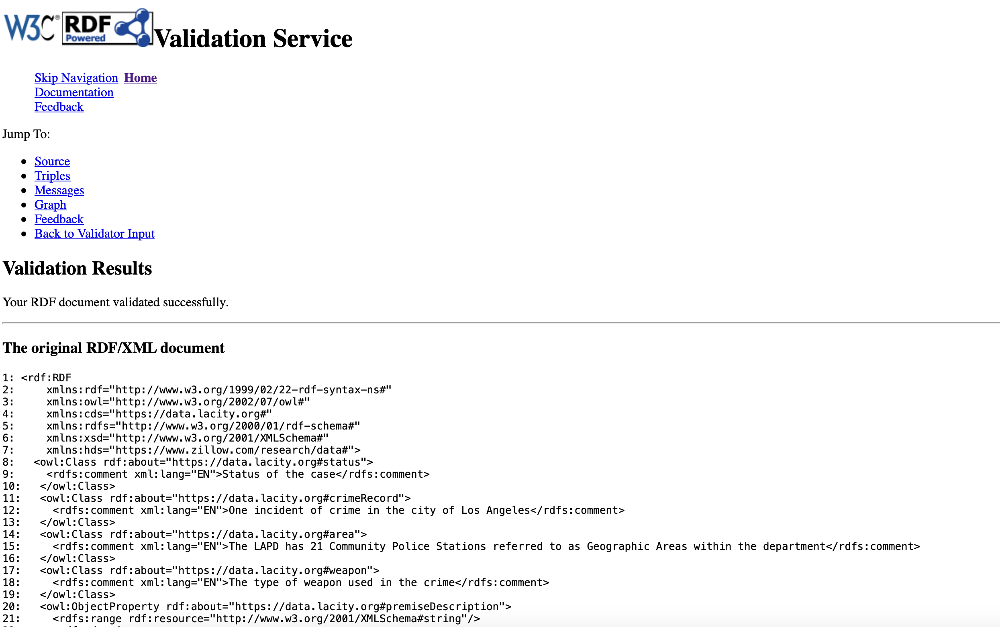 W3C® RDF Powered Validation Service
Skip Navigation Home
Documentation
Feedback
Jump To:
• Source
• Triples
• Messages
• Graph
• Feedback
• Back to Validator Input
Validation Results
Your RDF document validated successfully.
The original RDF/XML document
1: <rdf:RDF
2:     xmlns:rdf="http://www.w3.org/1999/02/22-rdf-syntax-ns#"
3:     xmlns:owl="http://www.w3.org/2002/07/owl#"
4:     xmlns:cds="https://data.lacity.org#"
5:     xmlns:rdfs="http://www.w3.org/2000/01/rdf-schema#"
6:     xmlns:xsd="http://www.w3.org/2001/XMLSchema#"
7:     xmlns:hds="https://www.zillow.com/research/data#">
8:   <owl:Class rdf:about="https://data.lacity.org#status">
9:     <rdfs:comment xml:lang="EN">Status of the case</rdfs:comment>
10:   </owl:Class>
11:   <owl:Class rdf:about="https://data.lacity.org#crimeRecord">
12:     <rdfs:comment xml:lang="EN">One incident of crime in the city of Los Angeles</rdfs:comment>
13:   </owl:Class>
14:   <owl:Class rdf:about="https://data.lacity.org#area">
15:     <rdfs:comment xml:lang="EN">The LAPD has 21 Community Police Stations referred to as Geographic Areas within the department</rdfs:comment>
16:   </owl:Class>
17:   <owl:Class rdf:about="https://data.lacity.org#weapon">
18:     <rdfs:comment xml:lang="EN">The type of weapon used in the crime</rdfs:comment>
19:   </owl:Class>
20:   <owl:ObjectProperty rdf:about="https://data.lacity.org#premiseDescription">
21:     <rdfs:range rdf:resource="http://www.w3.org/2001/XMLSchema#string"/>